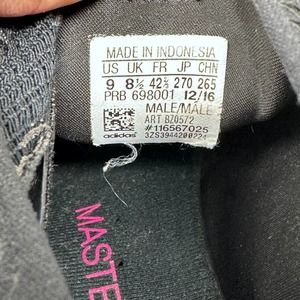 MADE IN INDONESIA
US UK FR JP CHN
9 8½ 42⅔ 270 265
PRB 698001 12/16
MALE/MALE
ART BZ0572
#116567025
adidas 3ZS3944200224
MASTE